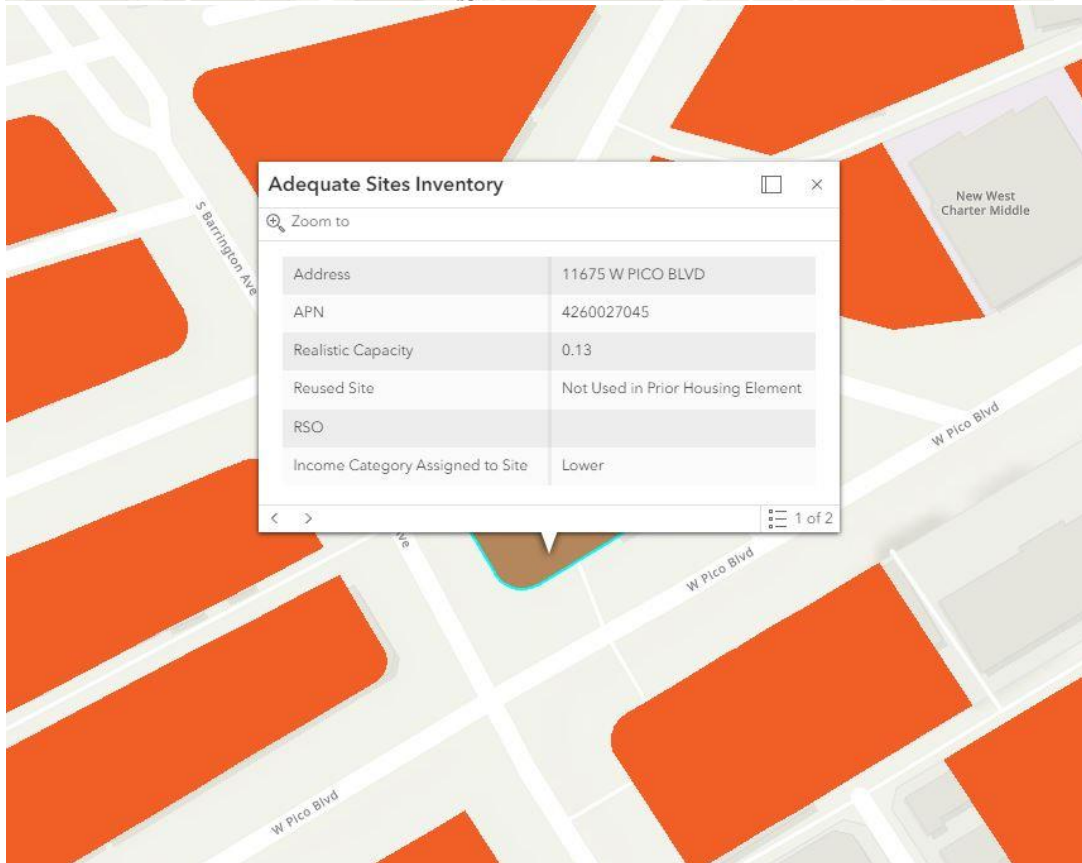 Adequate Sites Inventory
Zoom to
Address 11675 W PICO BLVD
APN 4260027045
Realistic Capacity 0.13
Reused Site Not Used in Prior Housing Element
RSO
Income Category Assigned to Site Lower
1 of 2
New West
Charter Middle
S Barrington Ave
W Pico Blvd
ve
W Pico Blvd
W Pico Blvd